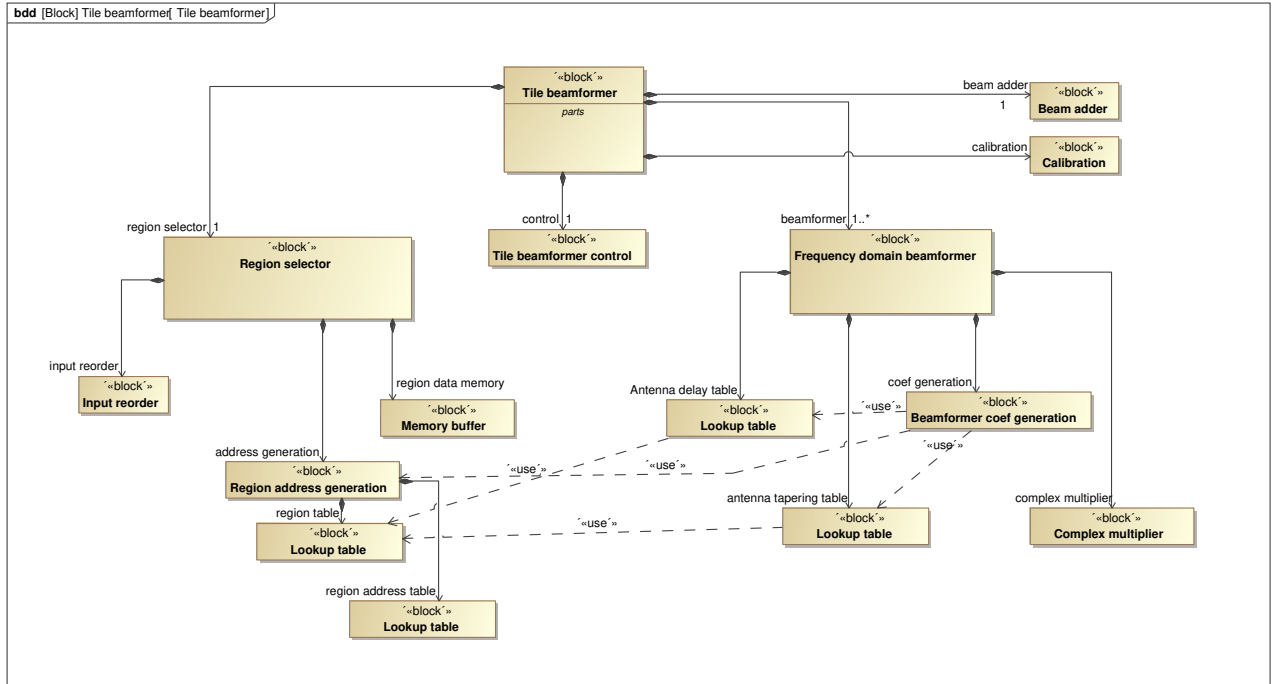 bdd [Block] Tile beamformer[ Tile beamformer]
´«block´»
Tile beamformer
parts
beam adder
1
´«block´»
Beam adder
calibration
´«block´»
Calibration
region selector 1
´«block´»
Region selector
control 1
´«block´»
Tile beamformer control
beamformer 1..*
´«block´»
Frequency domain beamformer
input reorder
´«block´»
Input reorder
region data memory
´«block´»
Memory buffer
Antenna delay table
´«block´»
Lookup table
´«use´»
coef generation
´«block´»
Beamformer coef generation
´«use´»
address generation
´«block´»
Region address generation
´«use´»
´«use´»
region table
´«block´»
Lookup table
´«use´»
antenna tapering table
´«block´»
Lookup table
complex multiplier
´«block´»
Complex multiplier
region address table
´«block´»
Lookup table